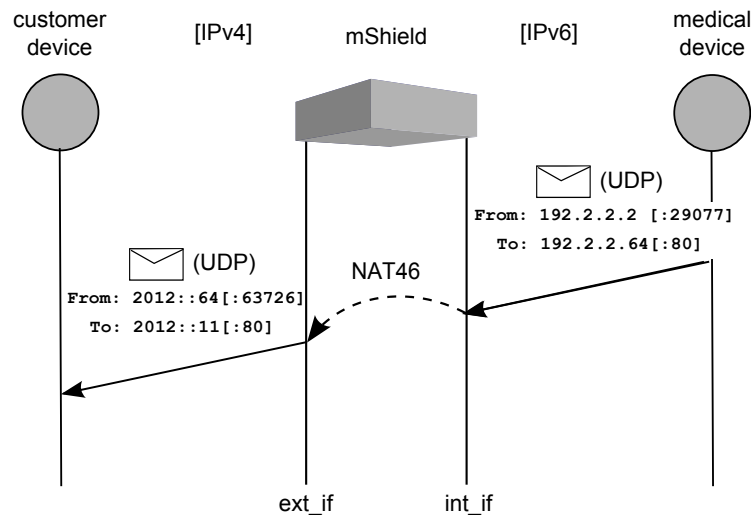 customer
device
[IPv4]
mShield
[IPv6]
medical
device
(UDP)
From: 192.2.2.2 [:29077]
To: 192.2.2.64[:80]
NAT46
(UDP)
From: 2012::64[:63726]
To: 2012::11[:80]
ext_if
int_if